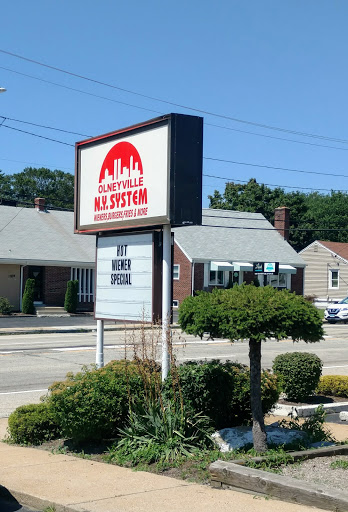 OLNEYVILLE
N.Y. SYSTEM
WIENERS, BURGERS, FRIES & MORE
HOT
WIENER
SPECIAL